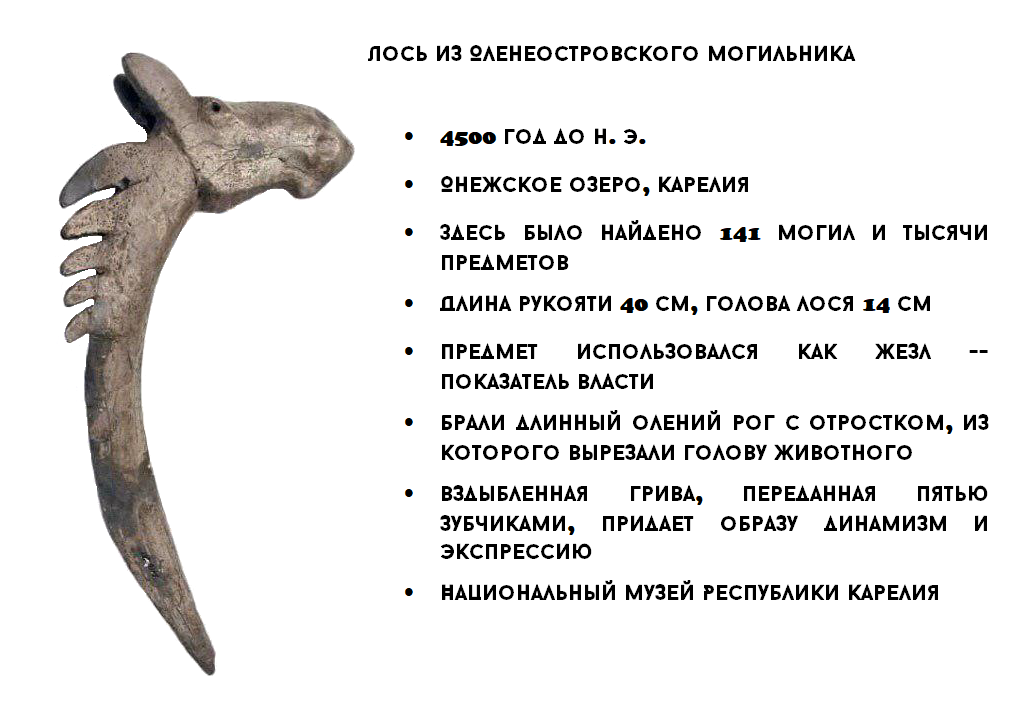 ЛОСЬ ИЗ ОЛЕНЕОСТРОВСКОГО МОГИЛЬНИКА
• 4500 ГОД ДО Н. Э.
• ОНЕЖСКОЕ ОЗЕРО, КАРЕЛИЯ
• ЗДЕСЬ БЫЛО НАЙДЕНО 141 МОГИЛ И ТЫСЯЧИ
ПРЕДМЕТОВ
• ДЛИНА РУКОЯТИ 40 СМ, ГОЛОВА ЛОСЯ 14 СМ
• ПРЕДМЕТ ИСПОЛЬЗОВАЛСЯ КАК ЖЕЗЛ --
ПОКАЗАТЕЛЬ ВЛАСТИ
• БРАЛИ ДЛИННЫЙ ОЛЕНИЙ РОГ С ОТРОСТКОМ, ИЗ
КОТОРОГО ВЫРЕЗАЛИ ГОЛОВУ ЖИВОТНОГО
• ВЗДЫБЛЕННАЯ ГРИВА, ПЕРЕДАННАЯ ПЯТЬЮ
ЗУБЧИКАМИ, ПРИДАЕТ ОБРАЗУ ДИНАМИЗМ И
ЭКСПРЕССИЮ
• НАЦИОНАЛЬНЫЙ МУЗЕЙ РЕСПУБЛИКИ КАРЕЛИЯ